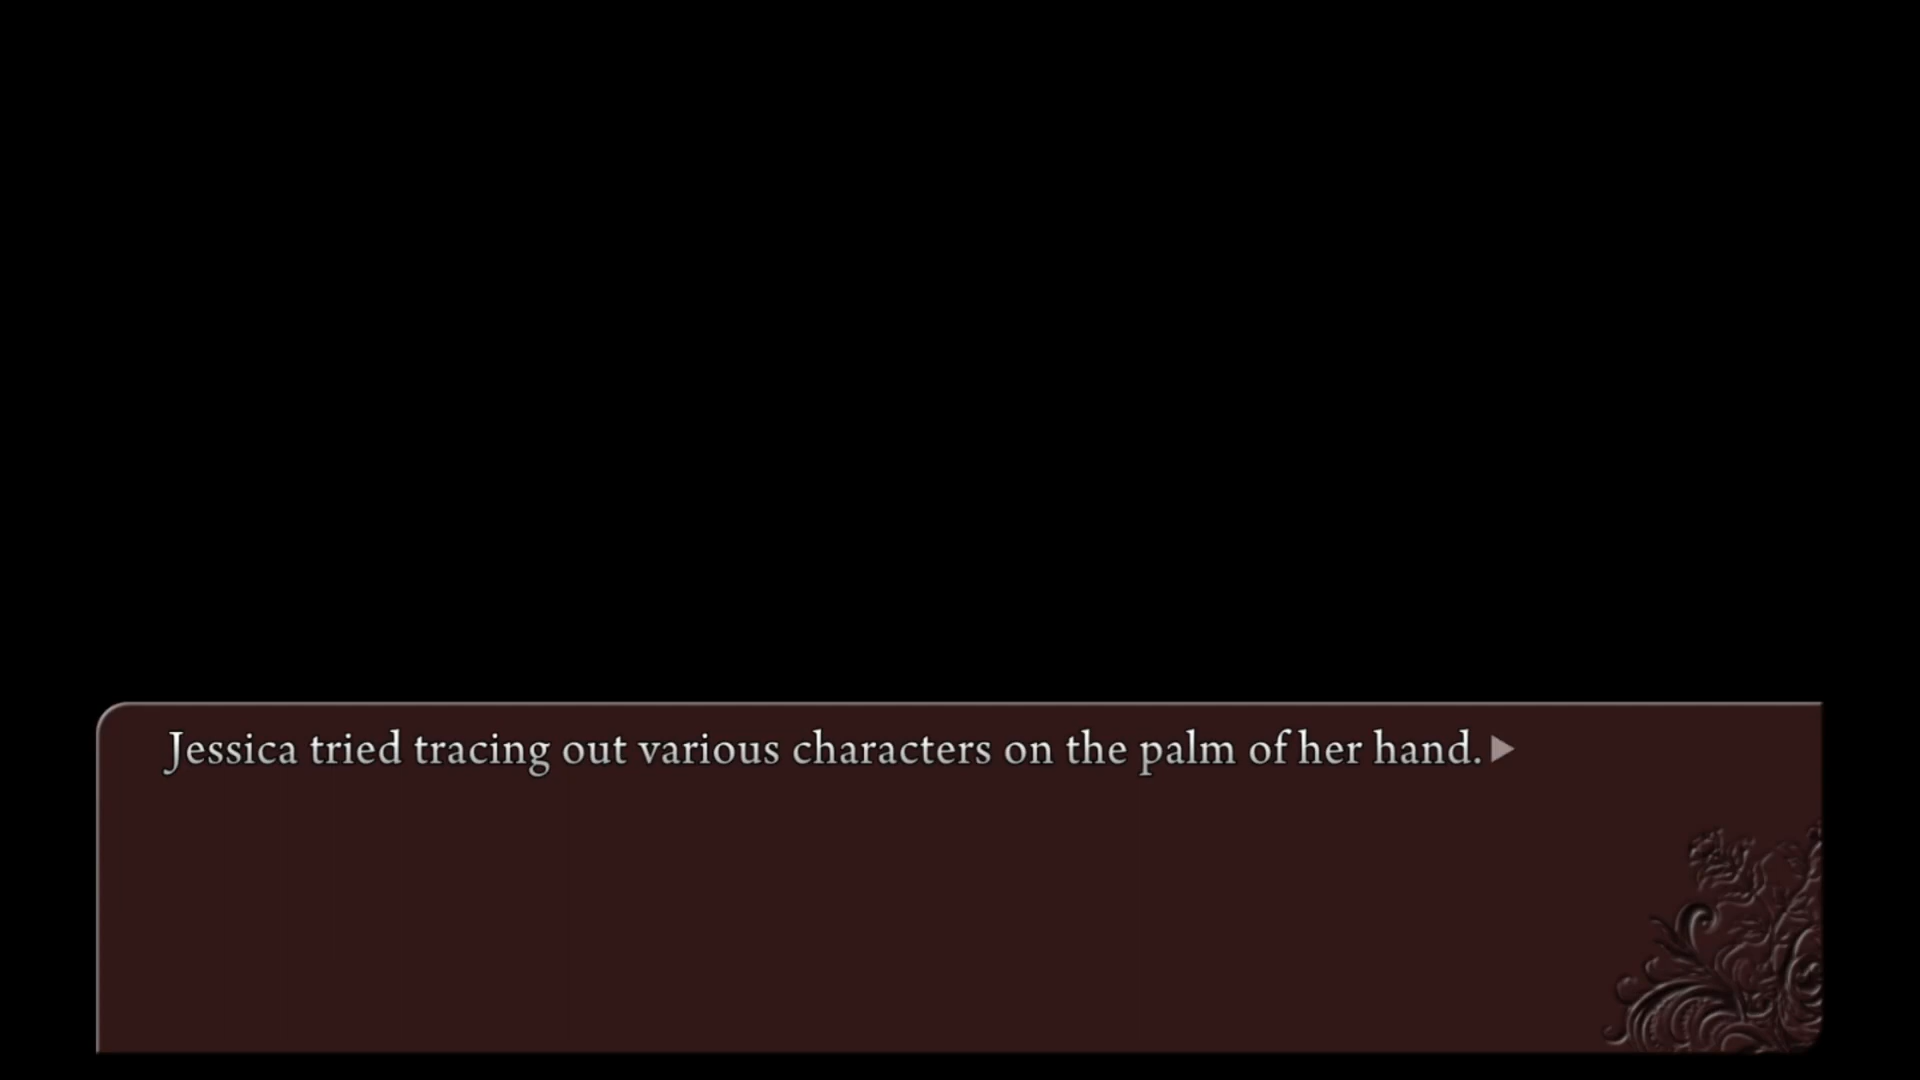 Jessica tried tracing out various characters on the palm of her hand.